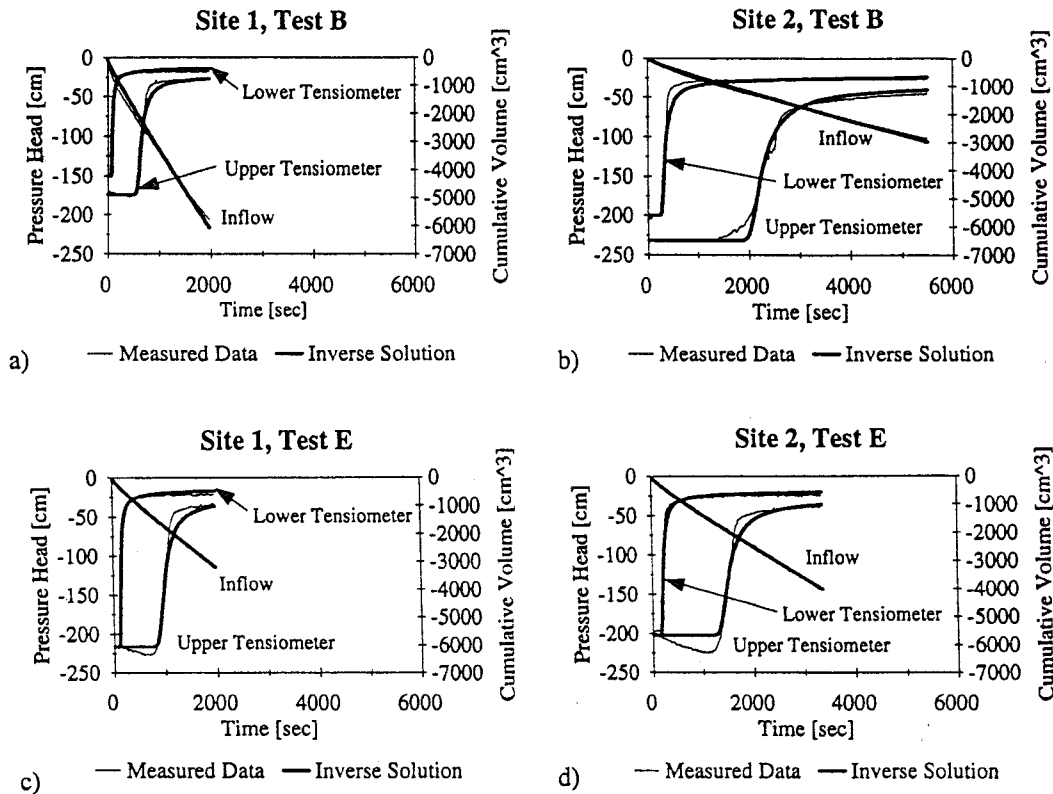 Site 1, Test B
Pressure Head [cm]
0
-50
-100
-150
-200
-250
0
-1000
-2000
-3000
-4000
-5000
-6000
-7000
Cumulative Volume [cm^3]
Lower Tensiometer
Upper Tensiometer
Inflow
0 2000 4000 6000
Time [sec]
Measured Data Inverse Solution
a)
Site 2, Test B
Pressure Head [cm]
0
-50
-100
-150
-200
-250
0
-1000
-2000
-3000
-4000
-5000
-6000
-7000
Cumulative Volume [cm^3]
Inflow
Lower Tensiometer
Upper Tensiometer
0 2000 4000 6000
Time [sec]
Measured Data Inverse Solution
b)
Site 1, Test E
Pressure Head [cm]
0
-50
-100
-150
-200
-250
0
-1000
-2000
-3000
-4000
-5000
-6000
-7000
Cumulative Volume [cm^3]
Lower Tensiometer
Inflow
Upper Tensiometer
0 2000 4000 6000
Time [sec]
Measured Data Inverse Solution
c)
Site 2, Test E
Pressure Head [cm]
0
-50
-100
-150
-200
-250
0
-1000
-2000
-3000
-4000
-5000
-6000
-7000
Cumulative Volume [cm^3]
Inflow
Lower Tensiometer
Upper Tensiometer
0 2000 4000 6000
Time [sec]
Measured Data Inverse Solution
d)